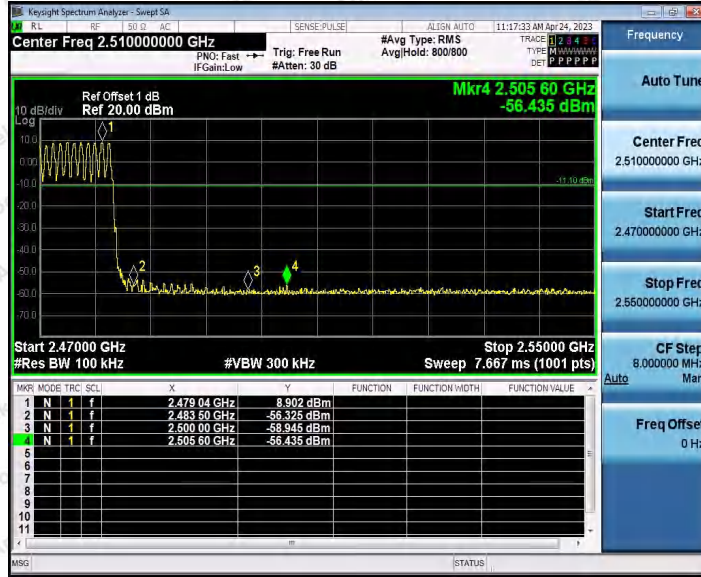 Keysight Spectrum Analyzer - Swept SA
RL RF 50 Ω AC SENSE:PULSE ALIGN AUTO 11:17:33 AM Apr 24, 2023
Center Freq 2.510000000 GHz
PNO: Fast
IFGain:Low
Trig: Free Run
#Atten: 30 dB
#Avg Type: RMS
Avg|Hold: 800/800
TRACE 1 2 3 4 5 6
TYPE M W W W W W
DET P P P P P P
Frequency
Auto Tune
Center Freq
2.510000000 GHz
Start Freq
2.470000000 GHz
Stop Freq
2.550000000 GHz
CF Step
8.000000 MHz
Auto Man
Freq Offset
0 Hz
Mkr4 2.505 60 GHz
-56.435 dBm
Ref Offset 1 dB
10 dB/div Ref 20.00 dBm
Log
10.0
0.00
-10.0
-20.0
-30.0
-40.0
-50.0
-60.0
-70.0
1
2
3
4
-11.10 dBm
Start 2.47000 GHz Stop 2.55000 GHz
#Res BW 100 kHz #VBW 300 kHz Sweep 7.667 ms (1001 pts)
MKR MODE TRC SCL X Y FUNCTION FUNCTION WIDTH FUNCTION VALUE
1 N 1 f 2.479 04 GHz 8.902 dBm
2 N 1 f 2.483 50 GHz -56.325 dBm
3 N 1 f 2.500 00 GHz -58.945 dBm
4 N 1 f 2.505 60 GHz -56.435 dBm
5
6
7
8
9
10
11
MSG STATUS